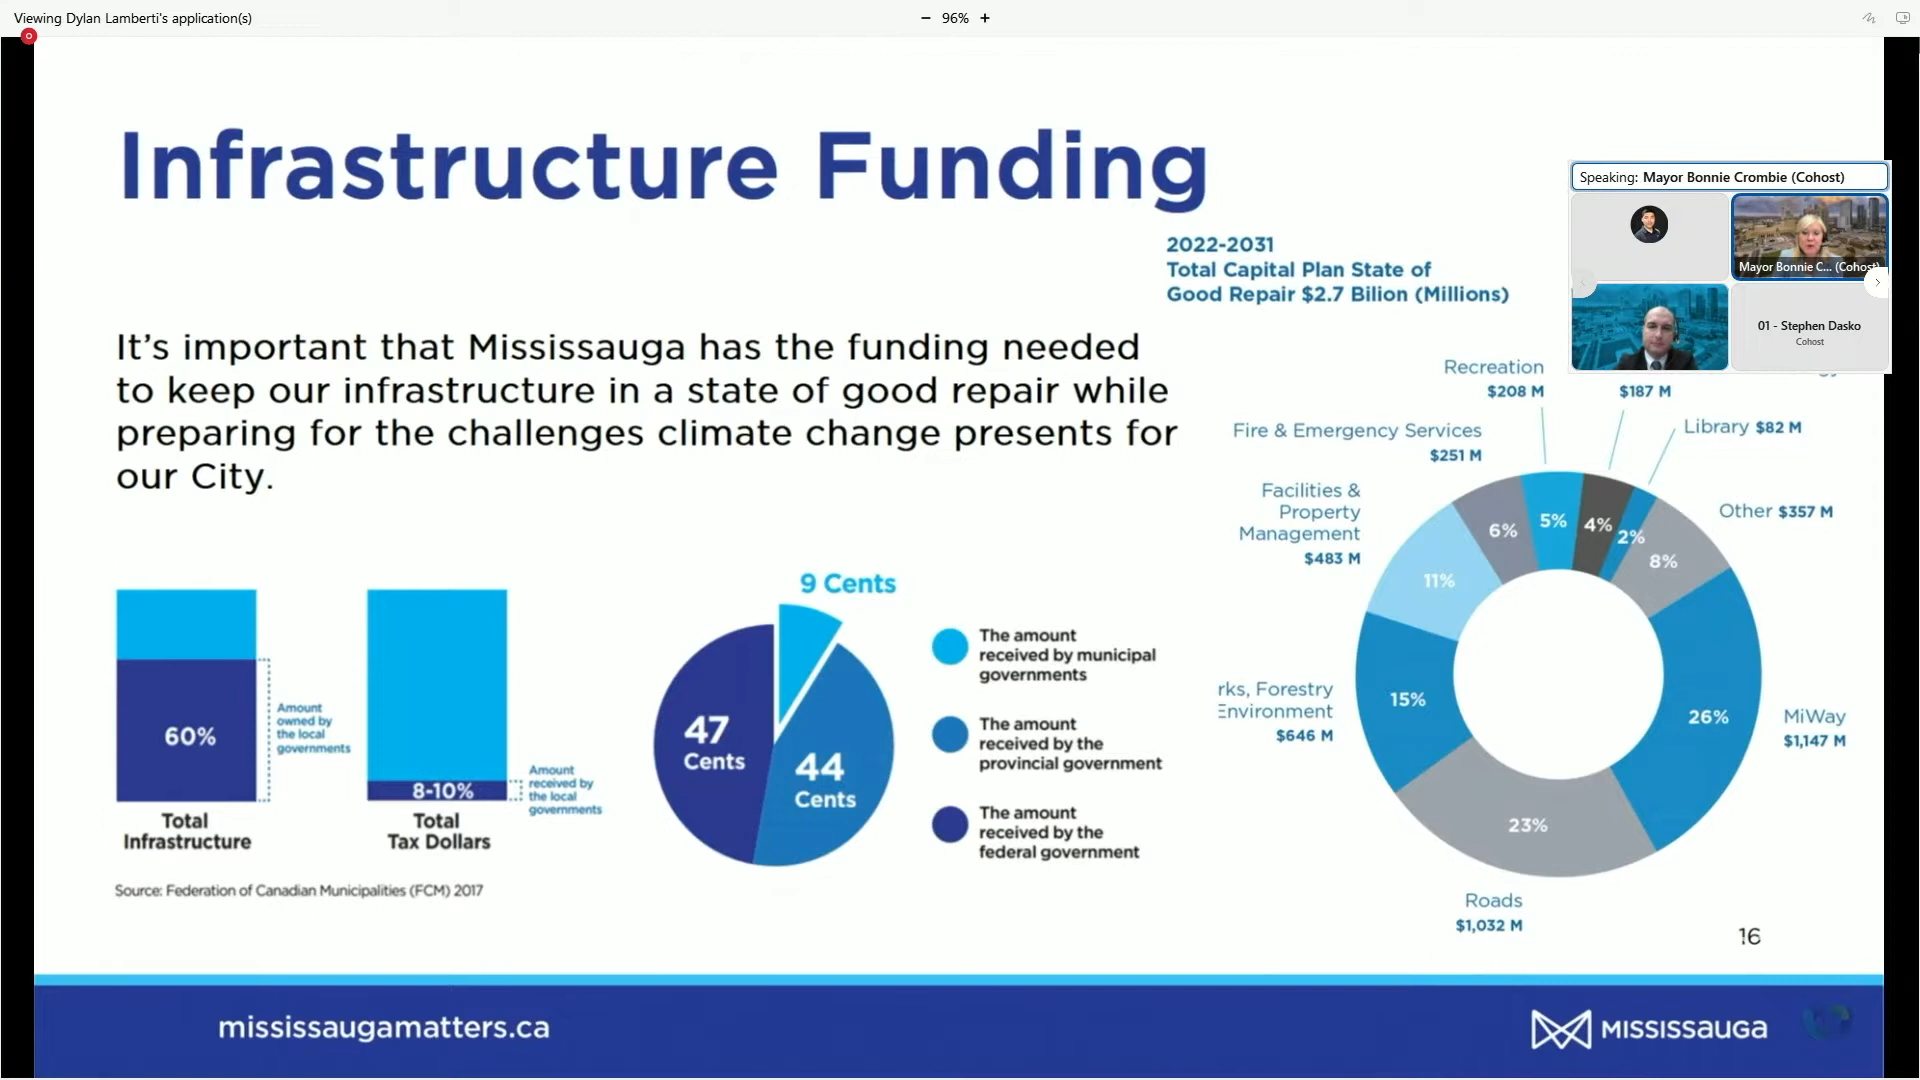 Viewing Dylan Lamberti's application(s)
− 96% +
Infrastructure Funding
Speaking: Mayor Bonnie Crombie (Cohost)
Mayor Bonnie C... (Cohost)
01 - Stephen Dasko
Cohost
2022-2031
Total Capital Plan State of
Good Repair $2.7 Bilion (Millions)
It's important that Mississauga has the funding needed
to keep our infrastructure in a state of good repair while
preparing for the challenges climate change presents for
our City.
Recreation
$208 M
$187 M
Library $82 M
Fire & Emergency Services
$251 M
Facilities &
Property
Management
$483 M
Other $357 M
6%
5%
4%
2%
8%
11%
15%
26%
23%
rks, Forestry
Environment
$646 M
MiWay
$1,147 M
Roads
$1,032 M
60%
Amount
owned by
the local
governments
Total
Infrastructure
8-10%
Amount
received by
the local
governments
Total
Tax Dollars
9 Cents
47
Cents
44
Cents
The amount
received by municipal
governments
The amount
received by the
provincial government
The amount
received by the
federal government
Source: Federation of Canadian Municipalities (FCM) 2017
16
mississaugamatters.ca
MISSISSAUGA